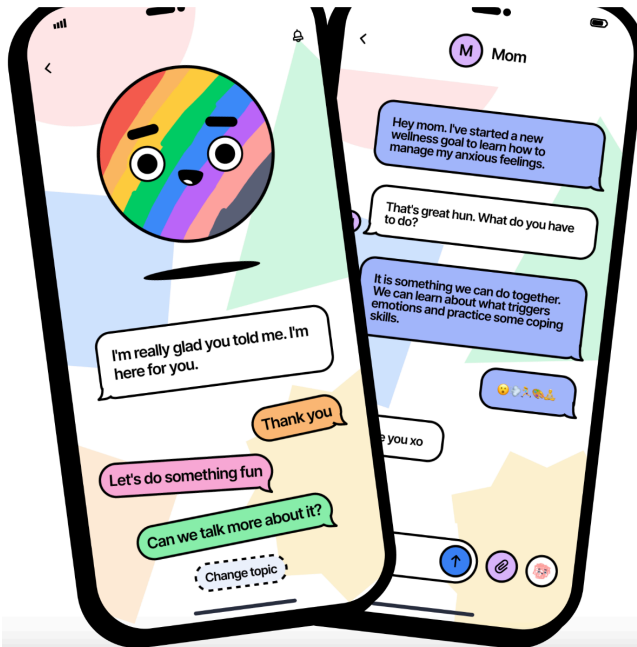 I'm really glad you told me. I'm
here for you.
Thank you
Let's do something fun
Can we talk more about it?
Change topic
M
Mom
Hey mom. I've started a new
wellness goal to learn how to
manage my anxious feelings.
That's great hun. What do you have
to do?
It is something we can do together.
We can learn about what triggers
emotions and practice some coping
skills.
you xo